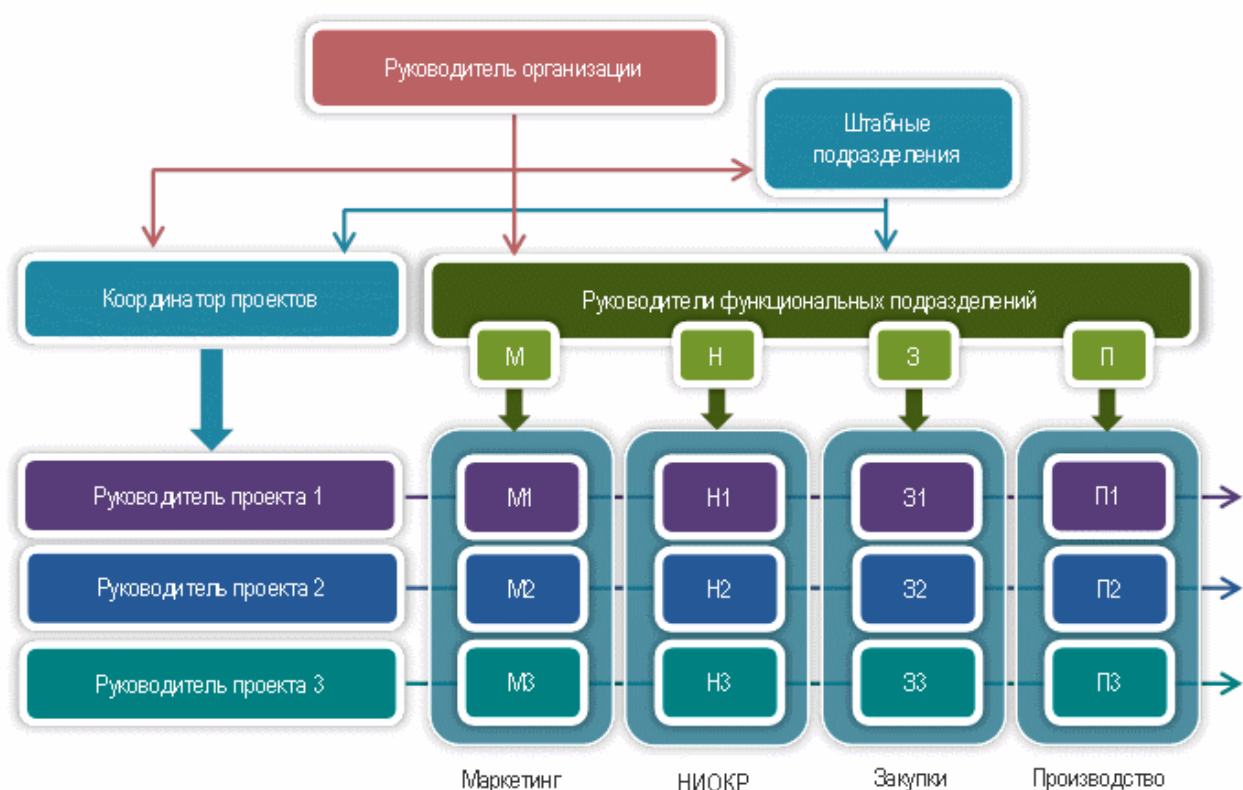 Руководитель организации
Штабные
подразделения
Координатор проектов
Руководители функциональных подразделений
М
Н
З
П
Руководитель проекта 1
М1
Н1
З1
П1
Руководитель проекта 2
М2
Н2
З2
П2
Руководитель проекта 3
М3
Н3
З3
П3
Маркетинг
НИОКР
Закупки
Производство